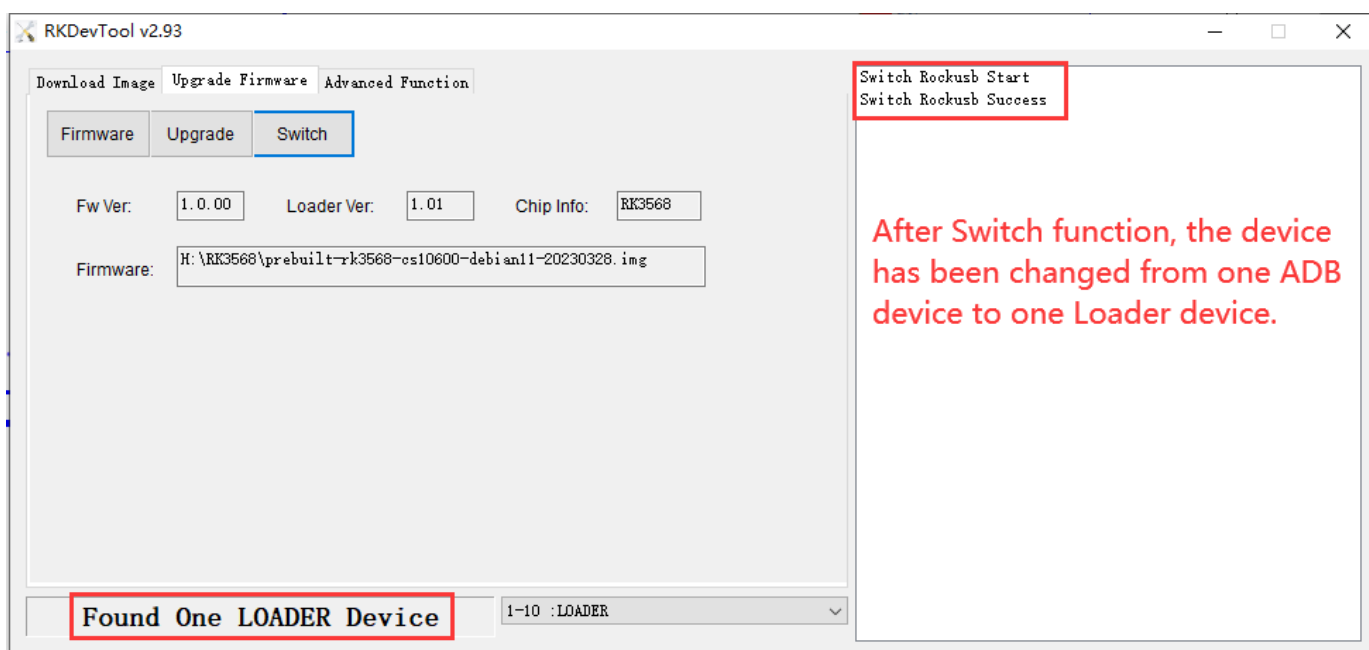 RKDevTool v2.93
Download Image Upgrade Firmware Advanced Function
Firmware Upgrade Switch
Fw Ver: 1.0.00 Loader Ver: 1.01 Chip Info: RK3568
Firmware: H:\RK3568\prebuilt-rk3568-cs10600-debian11-20230328.img
Found One LOADER Device 1-10 :LOADER
Switch Rockusb Start
Switch Rockusb Success
After Switch function, the device
has been changed from one ADB
device to one Loader device.